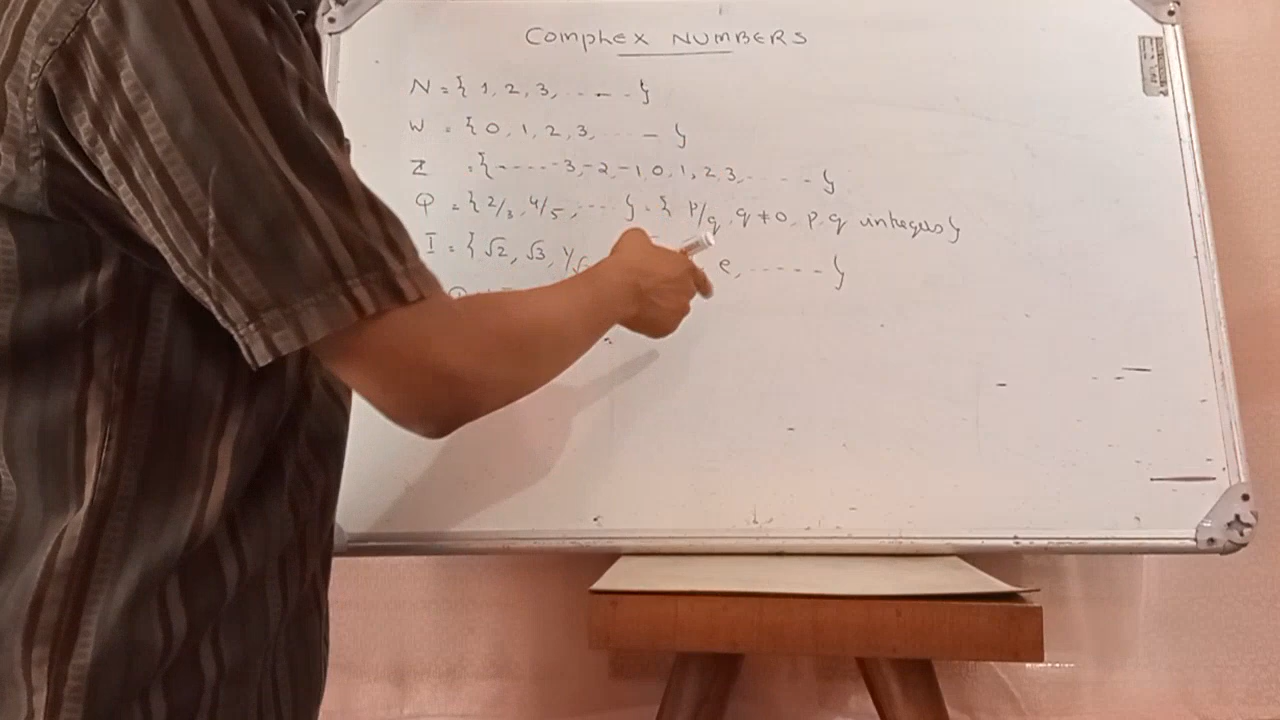 Complex NUMBERS
N = { 1, 2, 3, ..... }
W = { 0, 1, 2, 3, ..... }
Z = { ..... -3, -2, -1, 0, 1, 2, 3, ..... }
Q = { 2/3, 4/5, .... } = { p/q, q ≠ 0, p, q integers }
I = { √2, √3, e, ..... }